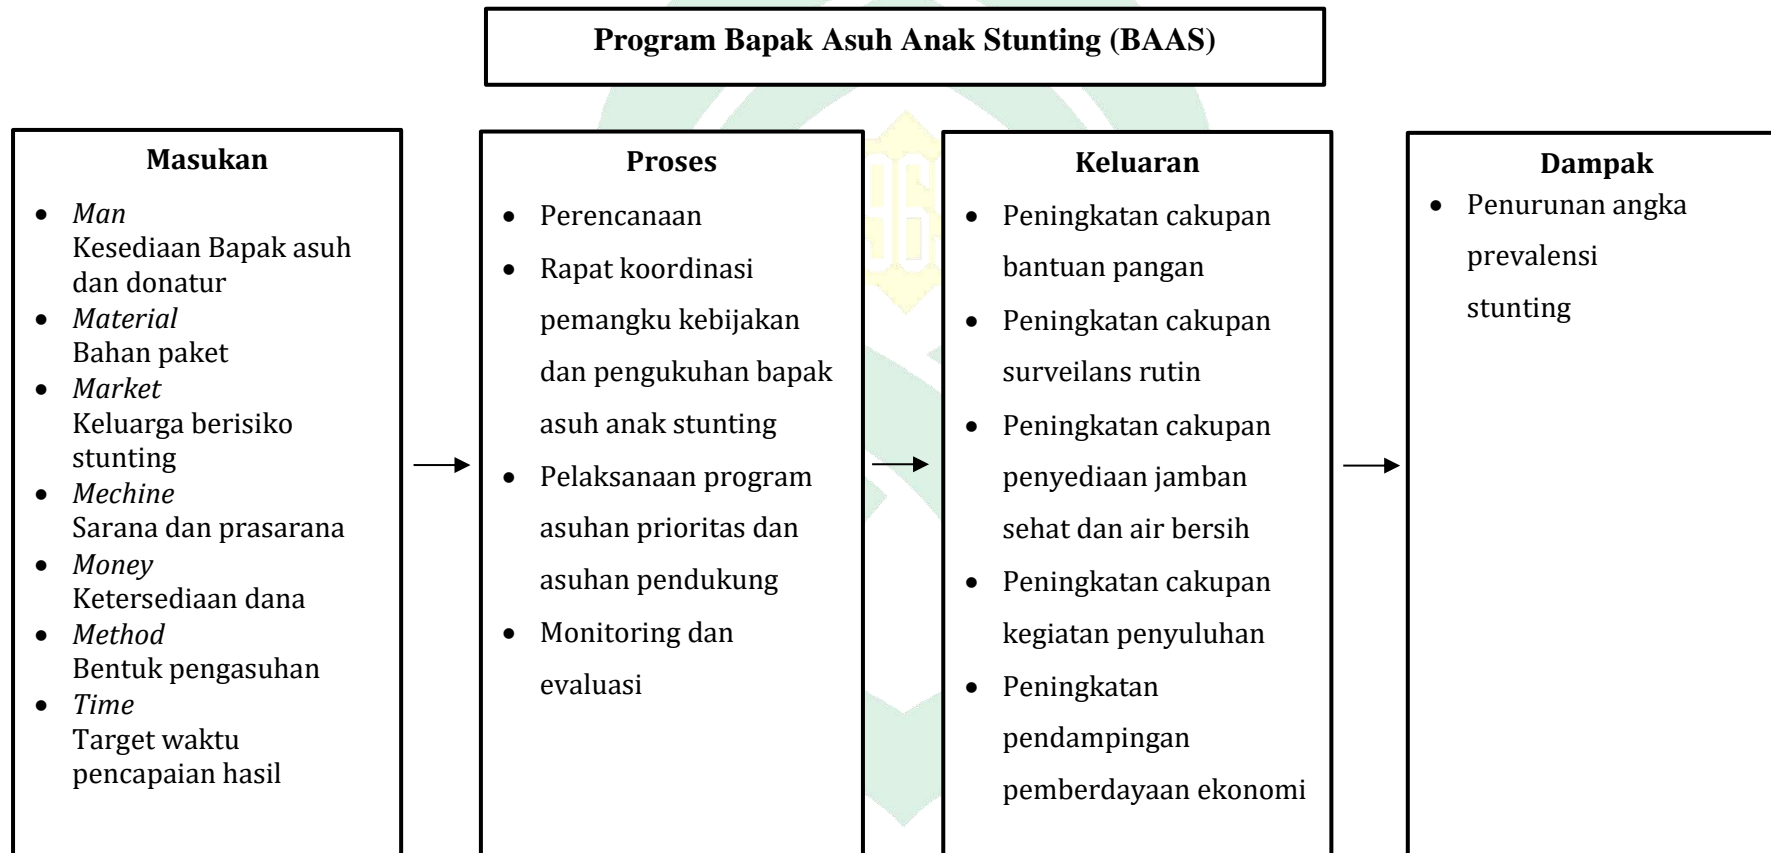 Program Bapak Asuh Anak Stunting (BAAS)
Masukan
• Man
Kesediaan Bapak asuh
dan donatur
• Material
Bahan paket
• Market
Keluarga berisiko
stunting
• Mechine
Sarana dan prasarana
• Money
Ketersediaan dana
• Method
Bentuk pengasuhan
• Time
Target waktu
pencapaian hasil
Proses
• Perencanaan
• Rapat koordinasi
pemangku kebijakan
dan pengukuhan bapak
asuh anak stunting
• Pelaksanaan program
asuhan prioritas dan
asuhan pendukung
• Monitoring dan
evaluasi
Keluaran
• Peningkatan cakupan
bantuan pangan
• Peningkatan cakupan
surveilans rutin
• Peningkatan cakupan
penyediaan jamban
sehat dan air bersih
• Peningkatan cakupan
kegiatan penyuluhan
• Peningkatan
pendampingan
pemberdayaan ekonomi
Dampak
• Penurunan angka
prevalensi
stunting